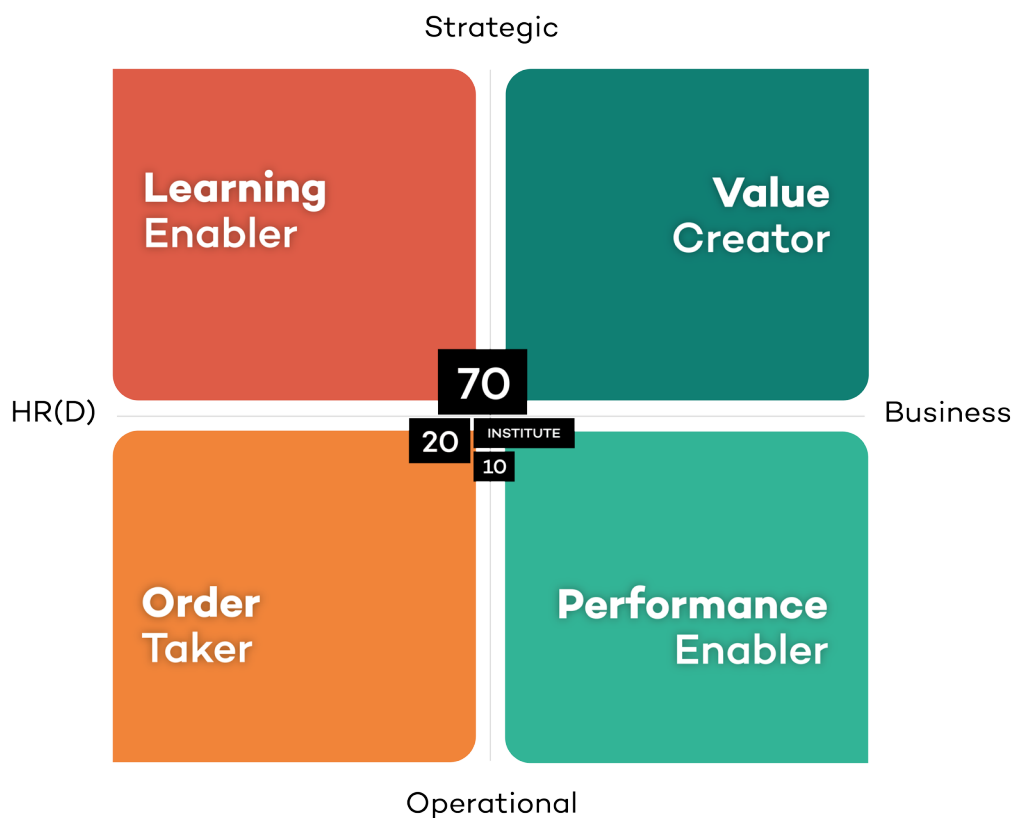 Strategic
Learning
Enabler
Value
Creator
HR(D)
70
20
INSTITUTE
10
Business
Order
Taker
Performance
Enabler
Operational